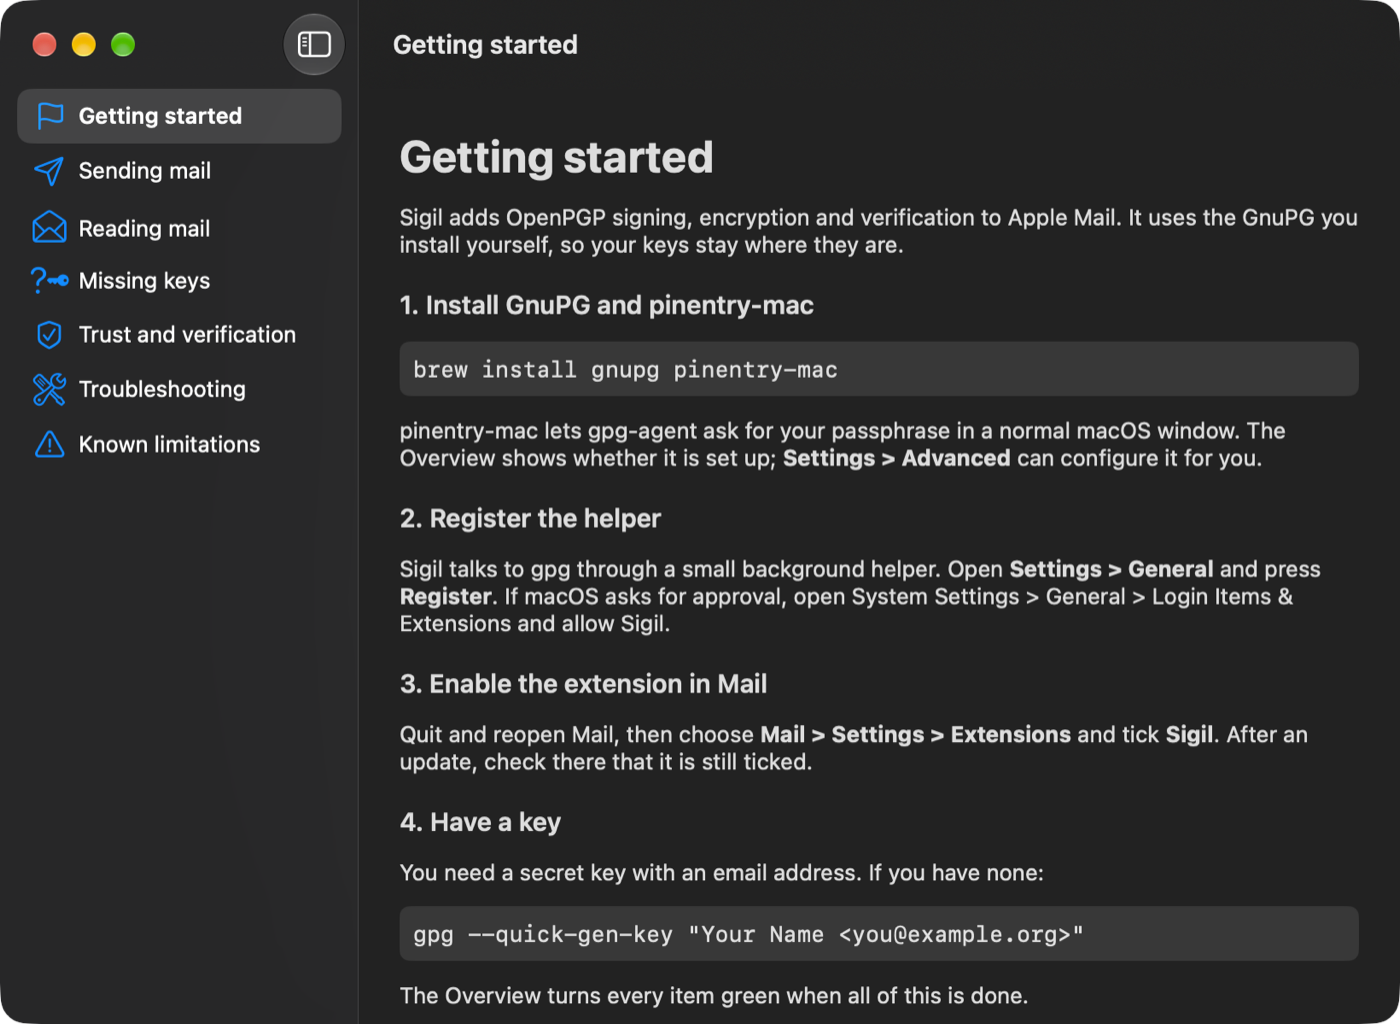 Getting started
Getting started
Sending mail
Reading mail
Missing keys
Trust and verification
Troubleshooting
Known limitations
Getting started
Sigil adds OpenPGP signing, encryption and verification to Apple Mail. It uses the GnuPG you
install yourself, so your keys stay where they are.
1. Install GnuPG and pinentry-mac
brew install gnupg pinentry-mac
pinentry-mac lets gpg-agent ask for your passphrase in a normal macOS window. The
Overview shows whether it is set up; Settings > Advanced can configure it for you.
2. Register the helper
Sigil talks to gpg through a small background helper. Open Settings > General and press
Register. If macOS asks for approval, open System Settings > General > Login Items &
Extensions and allow Sigil.
3. Enable the extension in Mail
Quit and reopen Mail, then choose Mail > Settings > Extensions and tick Sigil. After an
update, check there that it is still ticked.
4. Have a key
You need a secret key with an email address. If you have none:
gpg --quick-gen-key "Your Name <you@example.org>"
The Overview turns every item green when all of this is done.